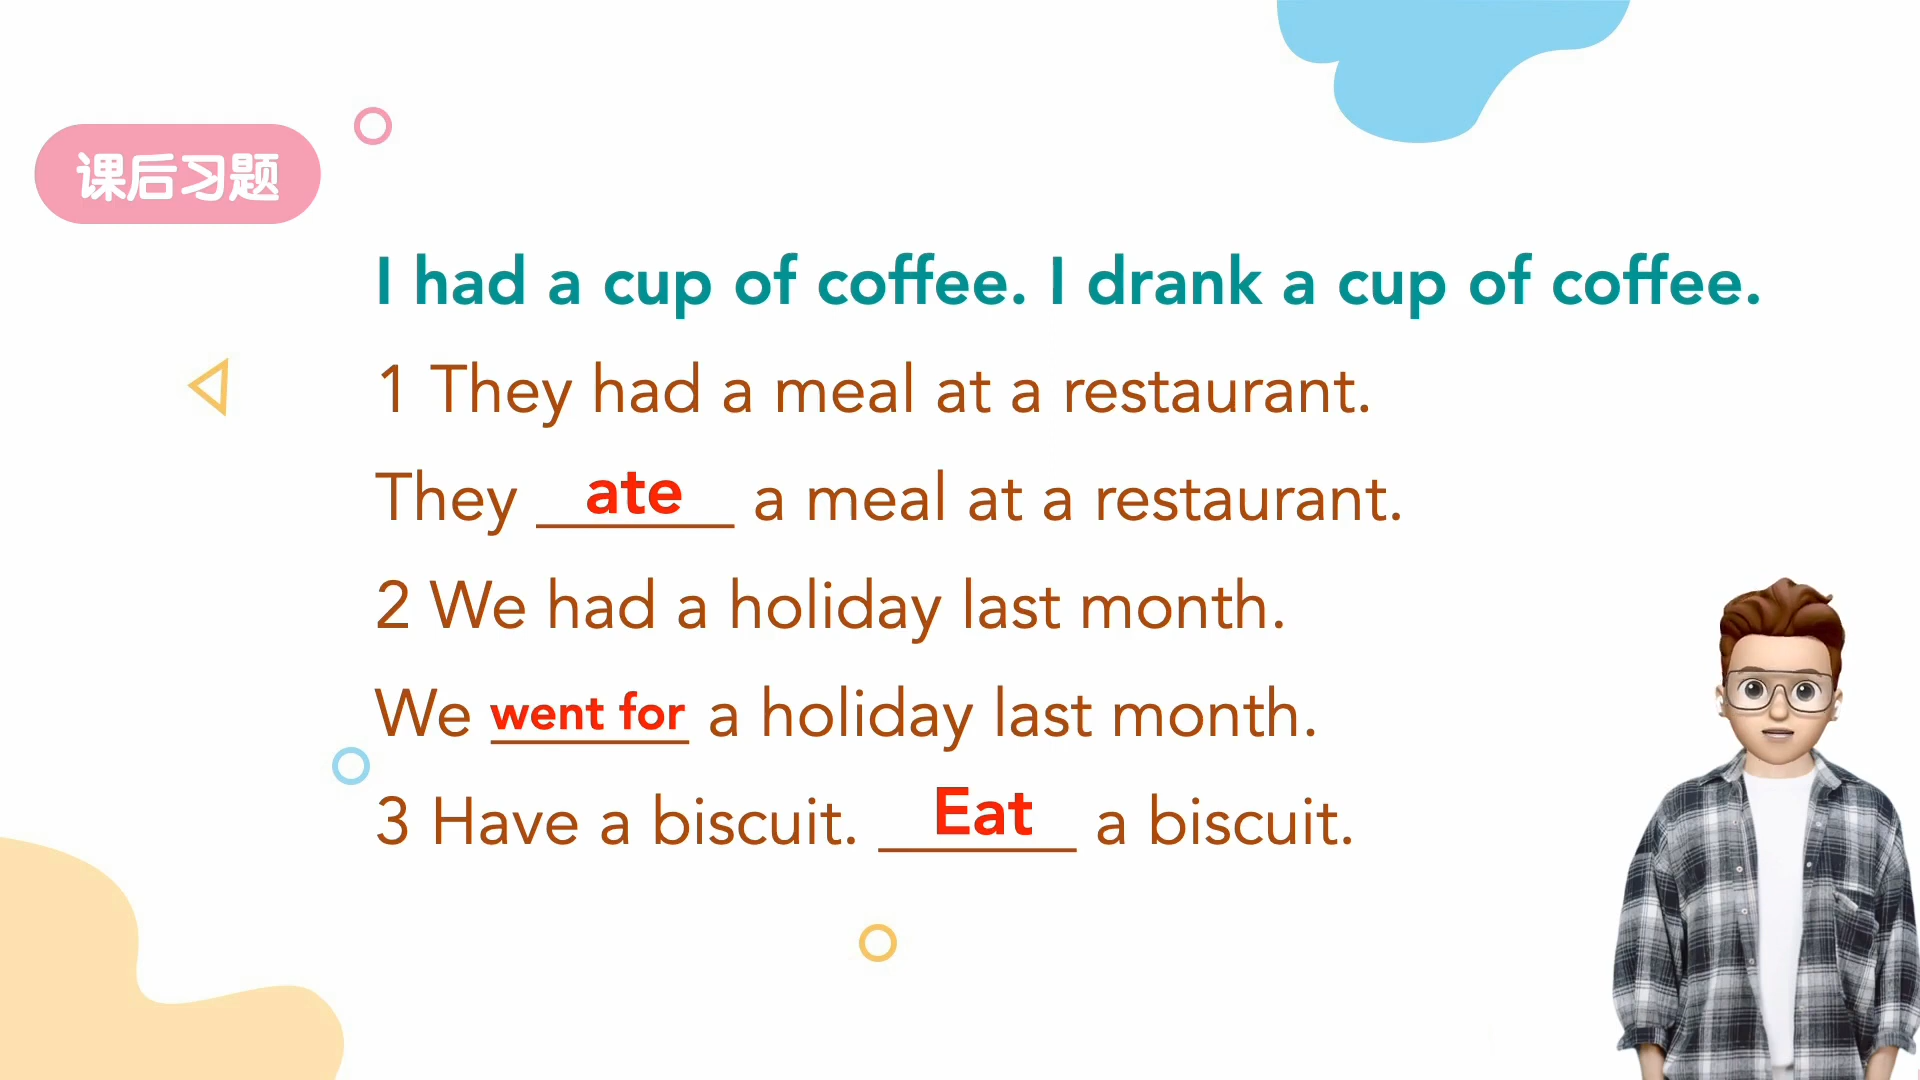 课后习题
I had a cup of coffee. I drank a cup of coffee.
1 They had a meal at a restaurant.
They ate a meal at a restaurant.
2 We had a holiday last month.
We went for a holiday last month.
3 Have a biscuit. Eat a biscuit.